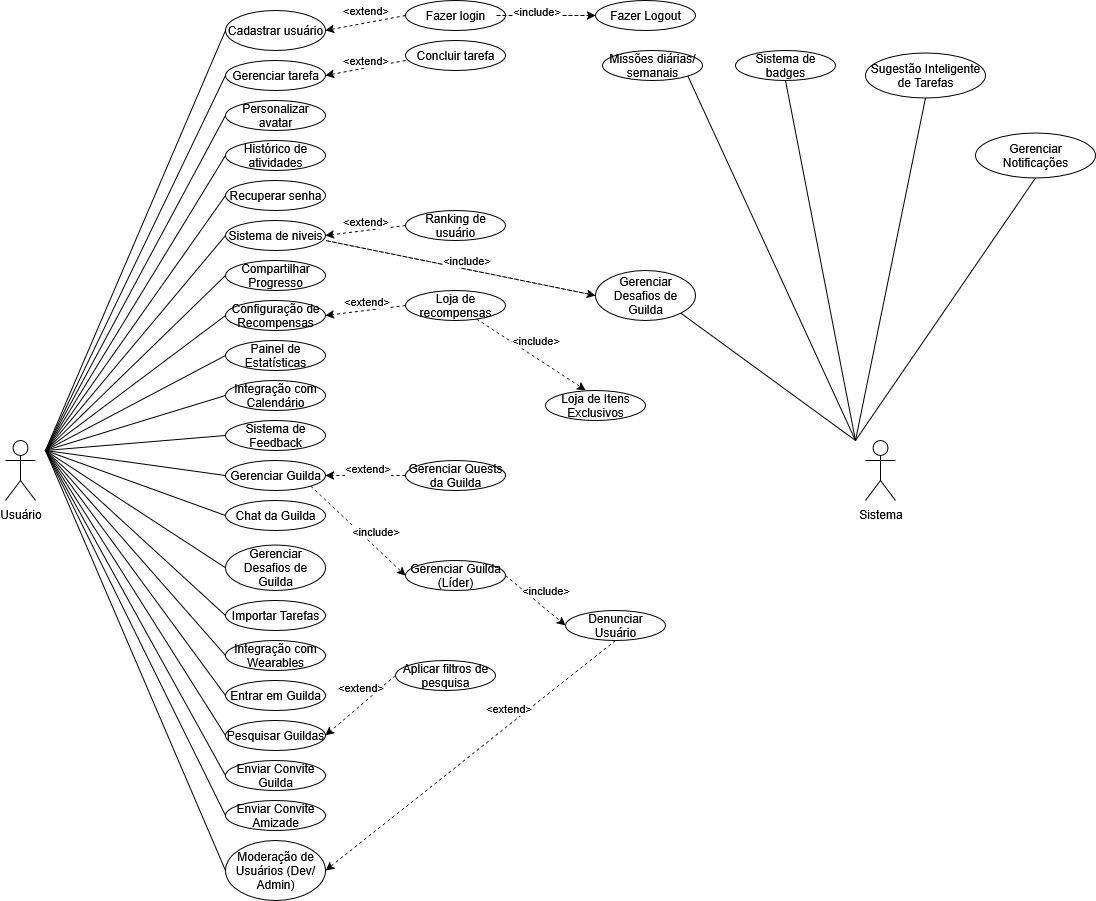 <extend>
Fazer login
<include>
Fazer Logout
Cadastrar usuário
<extend>
Concluir tarefa
Gerenciar tarefa
Missões diárias/
semanais
Sistema de
badges
Sugestão Inteligente
de Tarefas
Personalizar
avatar
Histórico de
atividades
Gerenciar
Notificações
Recuperar senha
<extend>
Ranking de
usuário
Sistema de niveis
<include>
Compartilhar
Progresso
Gerenciar
Desafios de
Guilda
Configuração de
Recompensas
<extend>
Loja de
recompensas
<include>
Painel de
Estatísticas
Integração com
Calendário
Loja de Itens
Exclusivos
Sistema de
Feedback
Gerenciar Guilda
<extend>
Gerenciar Quests
da Guilda
Usuário
Chat da Guilda
Sistema
<include>
Gerenciar
Desafios de
Guilda
Gerenciar Guilda
(Líder)
<include>
Importar Tarefas
Denunciar
Usuário
Integração com
Wearables
Aplicar filtros de
pesquisa
<extend>
Entrar em Guilda
<extend>
Pesquisar Guildas
Enviar Convite
Guilda
Enviar Convite
Amizade
Moderação de
Usuários (Dev/
Admin)